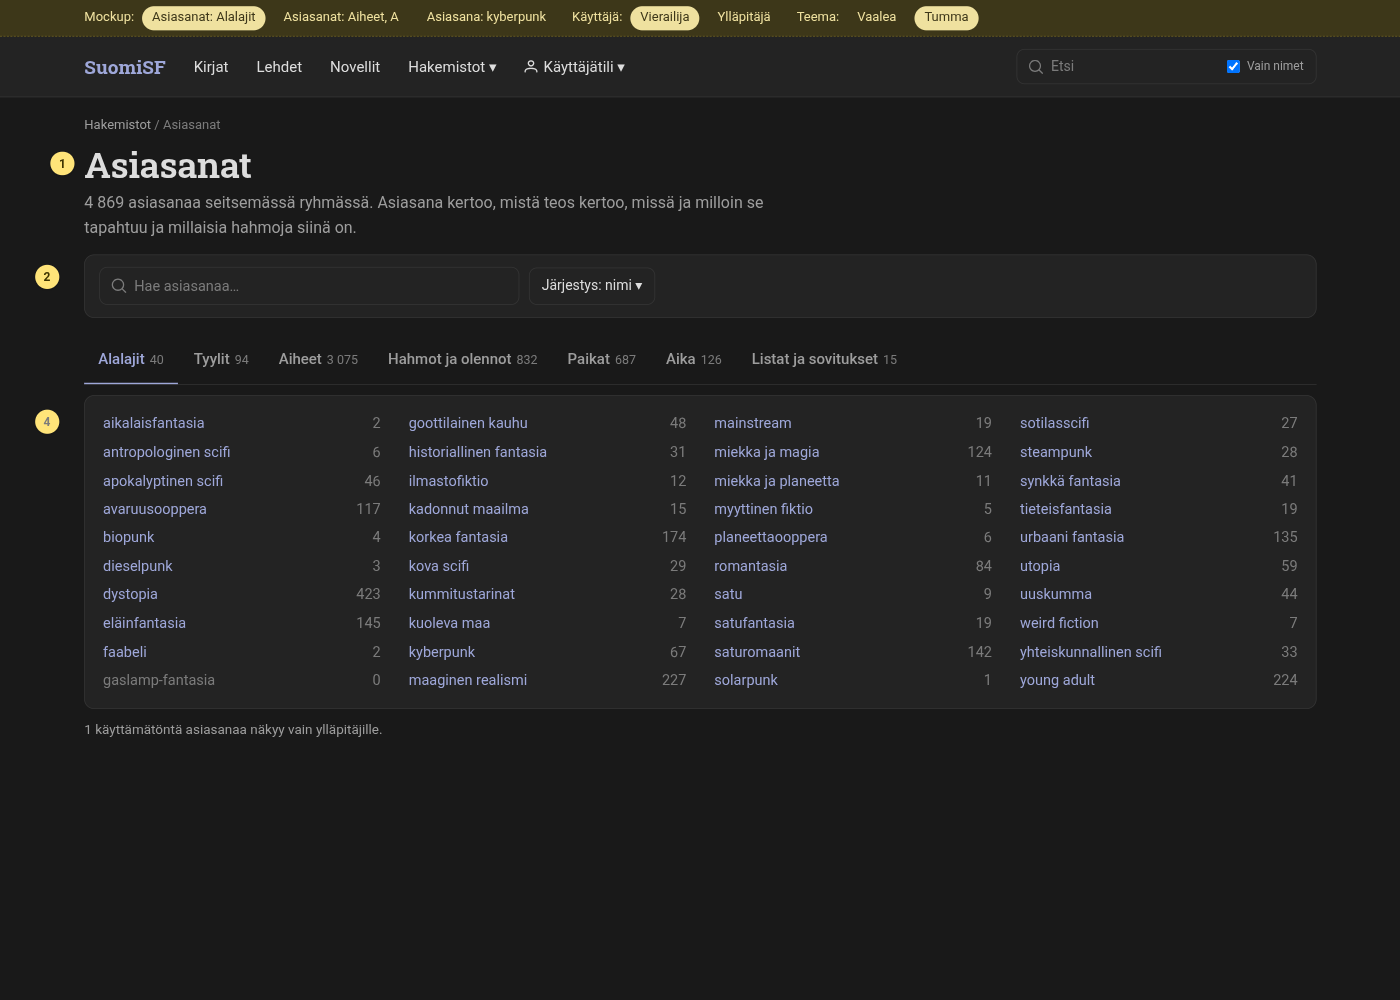 Mockup: Asiasanat: Alalajit Asiasanat: Aiheet, A Asiasana: kyberpunk Käyttäjä: Vierailija Ylläpitäjä Teema: Vaalea Tumma
SuomiSF Kirjat Lehdet Novellit Hakemistot ▾ Käyttäjätili ▾ Etsi Vain nimet
Hakemistot / Asiasanat
1 Asiasanat
4 869 asiasanaa seitsemässä ryhmässä. Asiasana kertoo, mistä teos kertoo, missä ja milloin se
tapahtuu ja millaisia hahmoja siinä on.
2 Hae asiasanaa... Järjestys: nimi ▾
Alalajit 40 Tyylit 94 Aiheet 3 075 Hahmot ja olennot 832 Paikat 687 Aika 126 Listat ja sovitukset 15
4 aikalaisfantasia 2 goottilainen kauhu 48 mainstream 19 sotilasscifi 27
antropologinen scifi 6 historiallinen fantasia 31 miekka ja magia 124 steampunk 28
apokalyptinen scifi 46 ilmastofiktio 12 miekka ja planeetta 11 synkkä fantasia 41
avaruusooppera 117 kadonnut maailma 15 myyttinen fiktio 5 tieteisfantasia 19
biopunk 4 korkea fantasia 174 planeettaooppera 6 urbaani fantasia 135
dieselpunk 3 kova scifi 29 romantasia 84 utopia 59
dystopia 423 kummitustarinat 28 satu 9 uuskumma 44
eläinfantasia 145 kuoleva maa 7 satufantasia 19 weird fiction 7
faabeli 2 kyberpunk 67 saturomaanit 142 yhteiskunnallinen scifi 33
gaslamp-fantasia 0 maaginen realismi 227 solarpunk 1 young adult 224
1 käyttämätöntä asiasanaa näkyy vain ylläpitäjille.